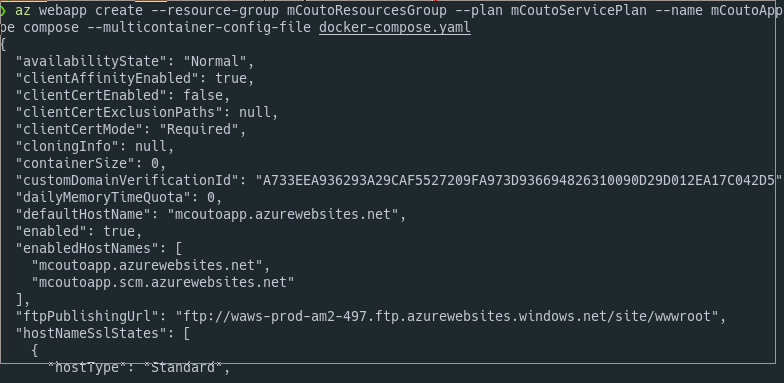 ❯ az webapp create --resource-group mCoutoResourcesGroup --plan mCoutoServicePlan --name mCoutoApp
pe compose --multicontainer-config-file docker-compose.yaml
{
  "availabilityState": "Normal",
  "clientAffinityEnabled": true,
  "clientCertEnabled": false,
  "clientCertExclusionPaths": null,
  "clientCertMode": "Required",
  "cloningInfo": null,
  "containerSize": 0,
  "customDomainVerificationId": "A733EEA936293A29CAF5527209FA973D936694826310090D29D012EA17C042D5"
  "dailyMemoryTimeQuota": 0,
  "defaultHostName": "mcoutoapp.azurewebsites.net",
  "enabled": true,
  "enabledHostNames": [
    "mcoutoapp.azurewebsites.net",
    "mcoutoapp.scm.azurewebsites.net"
  ],
  "ftpPublishingUrl": "ftp://waws-prod-am2-497.ftp.azurewebsites.windows.net/site/wwwroot",
  "hostNameSslStates": [
    {
      "hostType": "Standard",